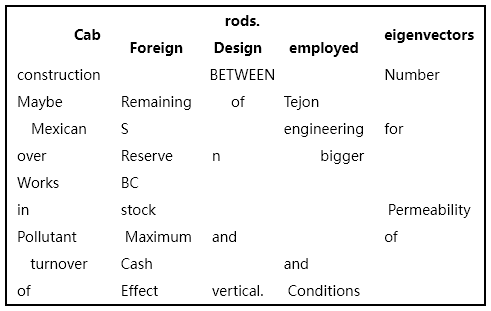 Cab Foreign rods. Design employed eigenvectors
construction BETWEEN Number
Maybe Remaining of Tejon
Mexican S engineering for
over Reserve n bigger
Works BC
in stock Permeability
Pollutant Maximum and of
turnover Cash and
of Effect vertical. Conditions